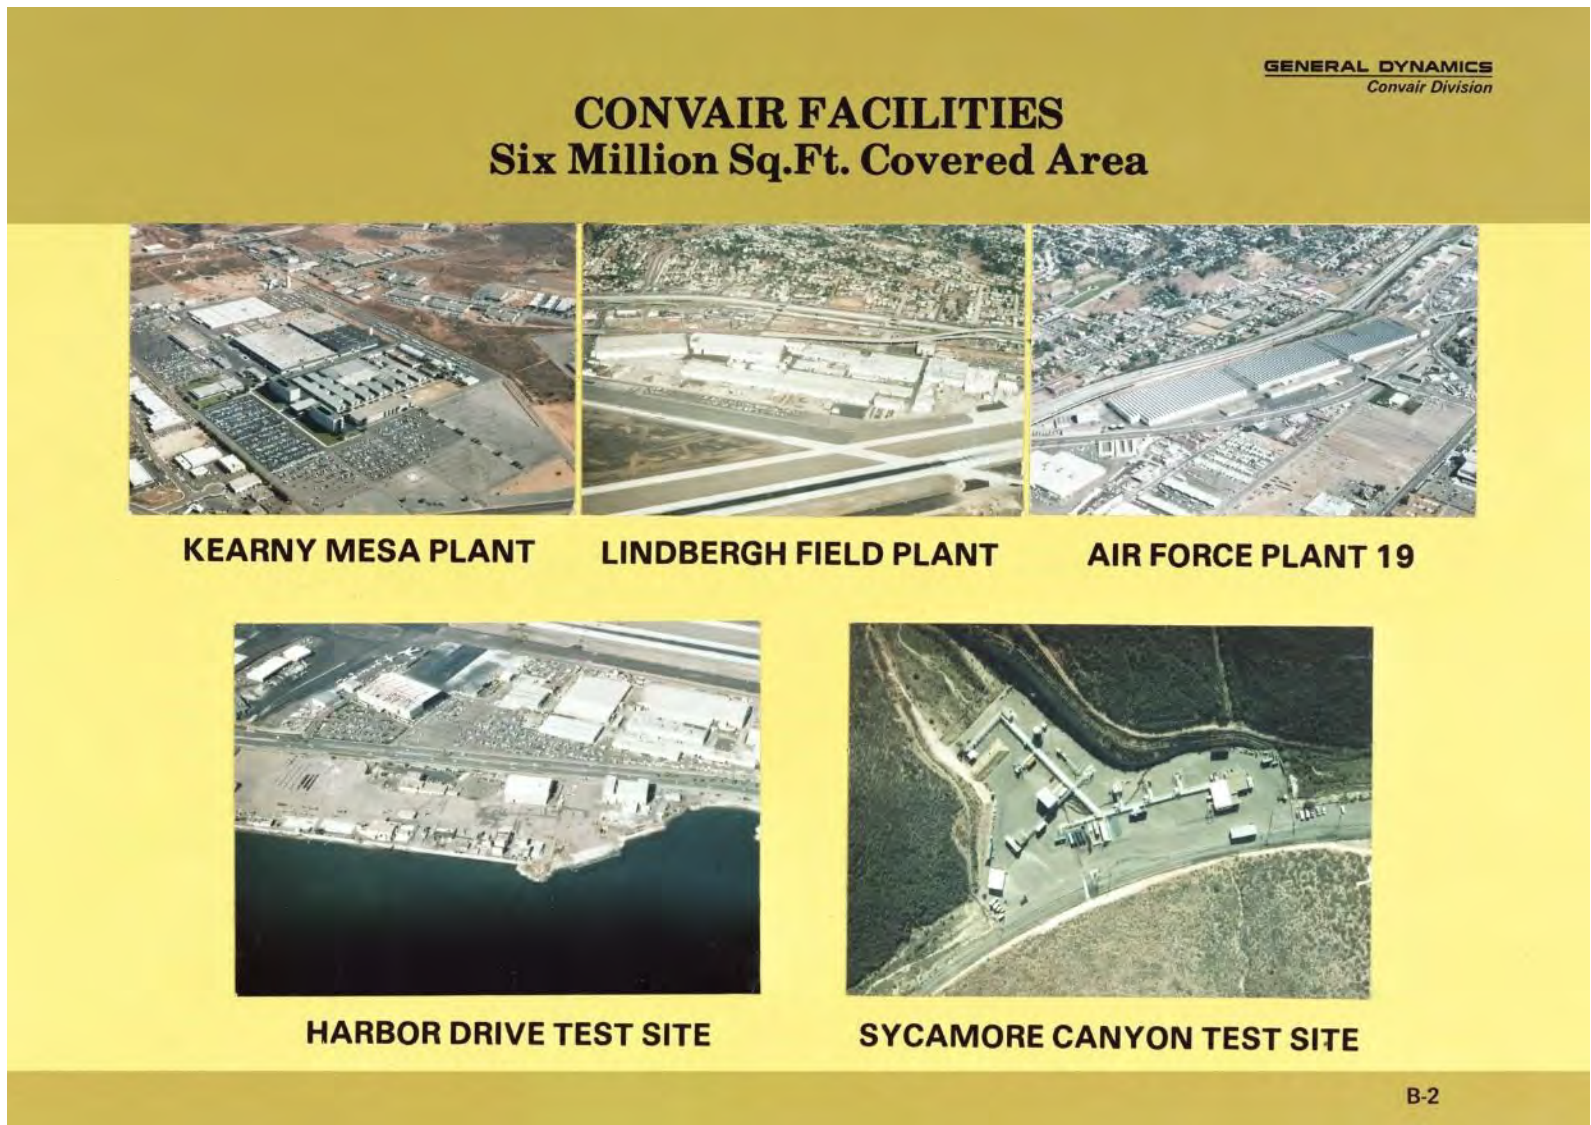 GENERAL DYNAMICS
Convair Division
CONVAIR FACILITIES
Six Million Sq.Ft. Covered Area
KEARNY MESA PLANT
LINDBERGH FIELD PLANT
AIR FORCE PLANT 19
HARBOR DRIVE TEST SITE
SYCAMORE CANYON TEST SITE
B-2